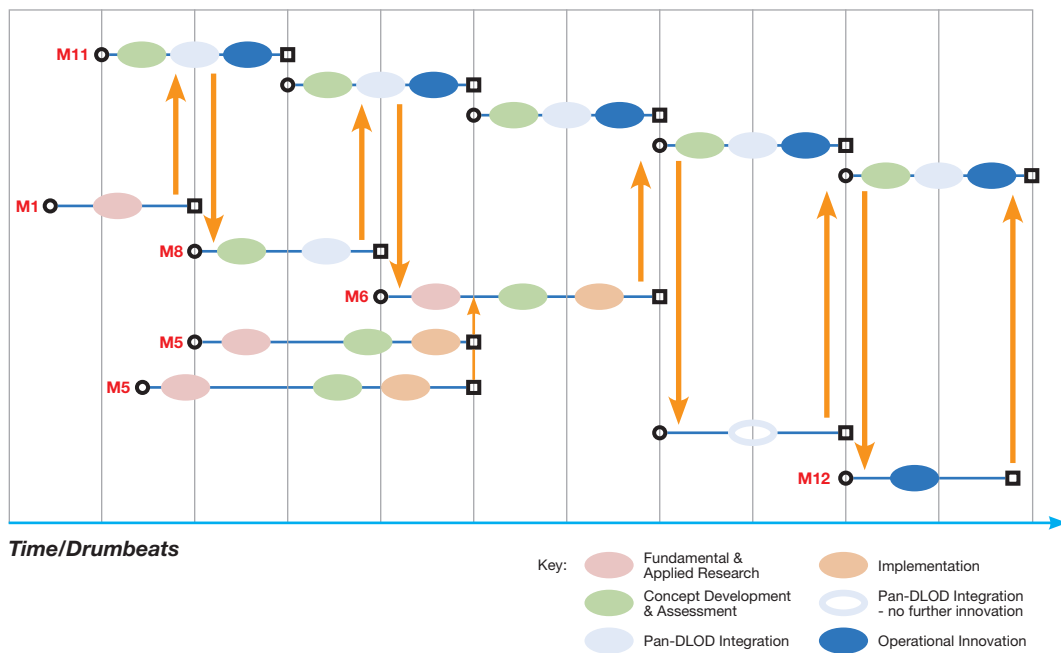 M11
M1
M8
M6
M5
M5
M12
Time/Drumbeats
Key:
Fundamental &
Applied Research
Implementation
Concept Development
& Assessment
Pan-DLOD Integration
- no further innovation
Pan-DLOD Integration
Operational Innovation